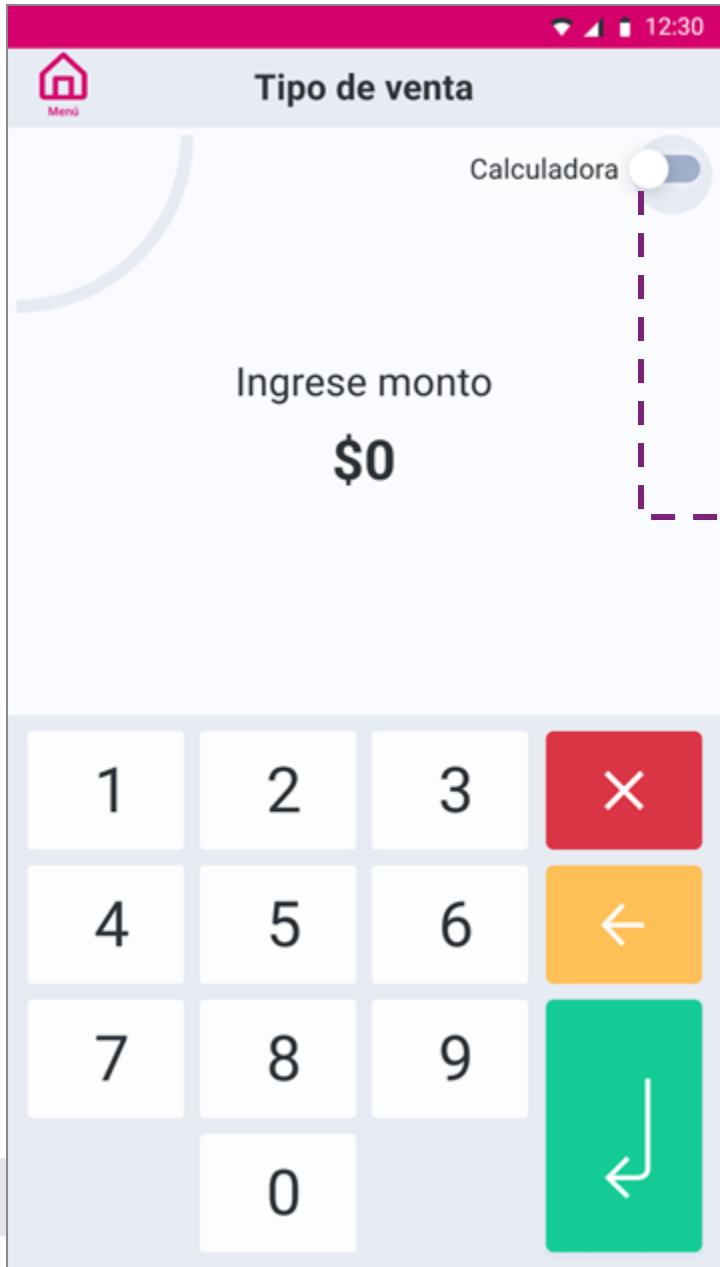 12:30
Menú
Tipo de venta
Calculadora
Ingrese monto
$0
1 2 3
4 5 6
7 8 9
0